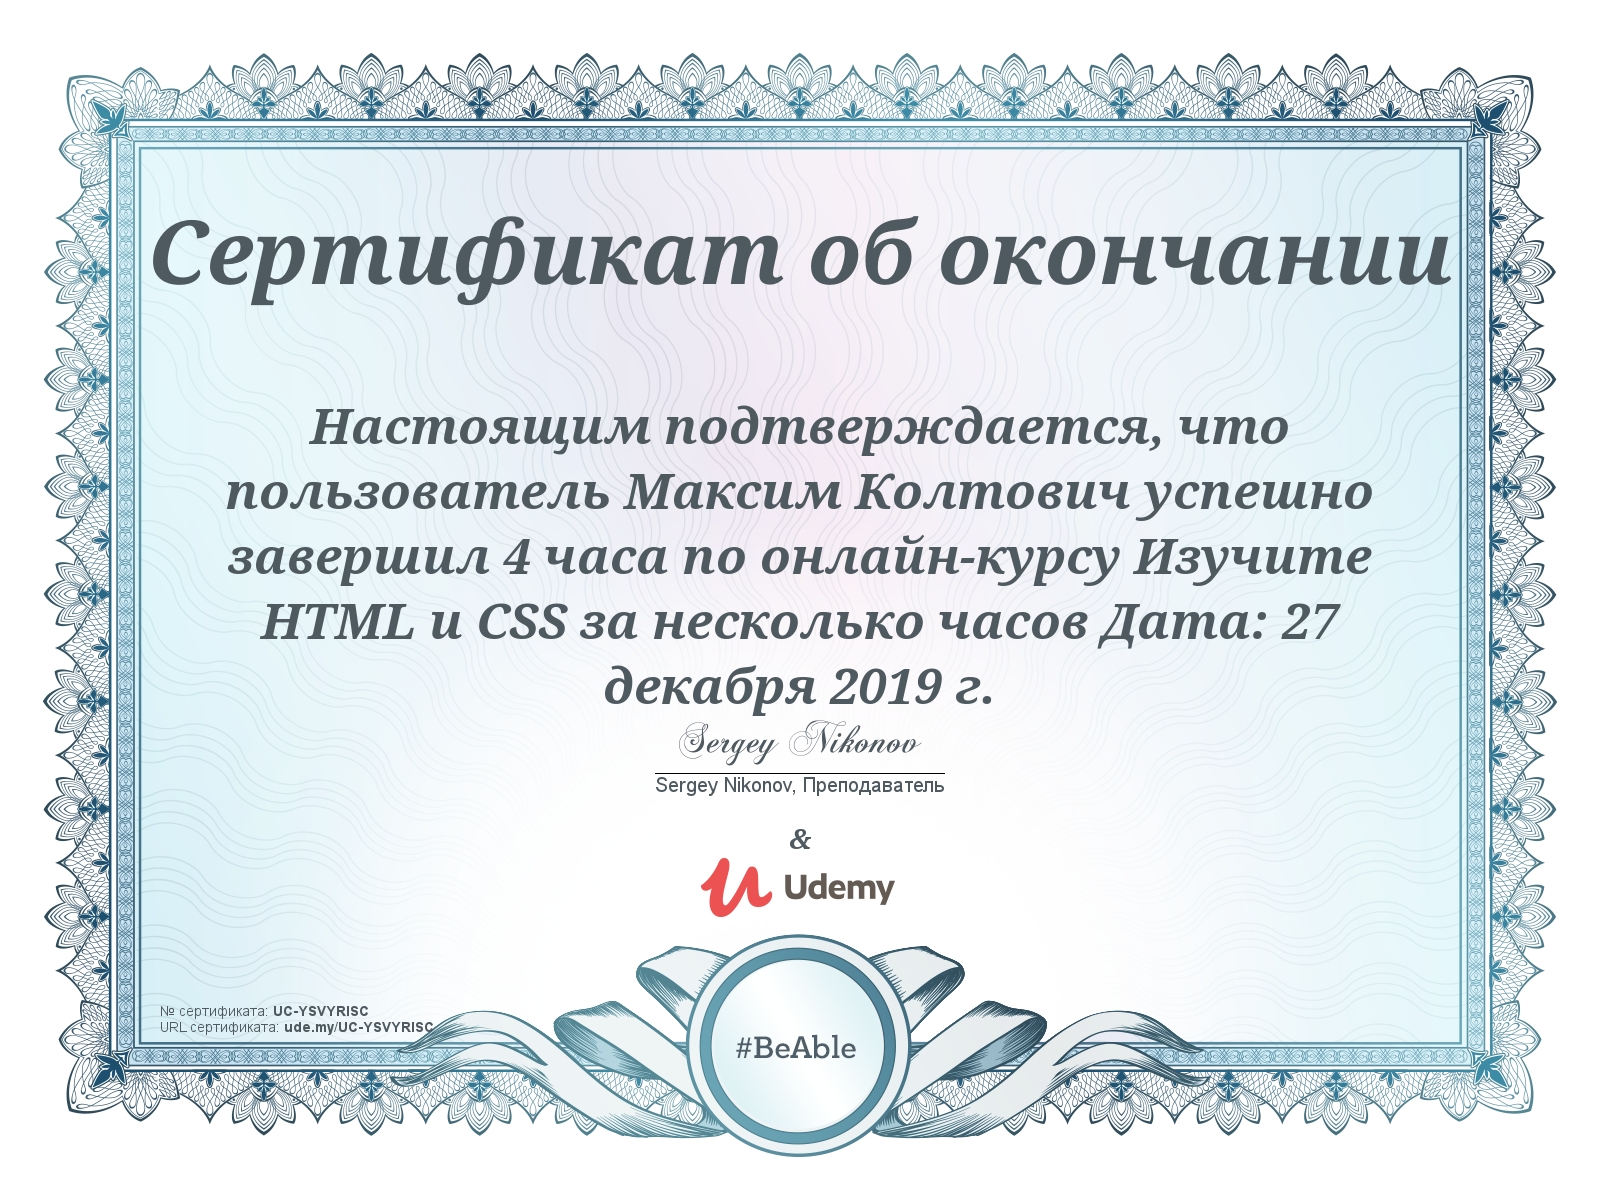 Сертификат об окончании
Настоящим подтверждается, что
пользователь Максим Колтович успешно
завершил 4 часа по онлайн-курсу Изучите
HTML и CSS за несколько часов Дата: 27
декабря 2019 г.
Sergey Nikonov
Sergey Nikonov, Преподаватель
&
Udemy
№ сертификата: UC-YSVYRISC
URL сертификата: ude.my/UC-YSVYRISC
#BeAble